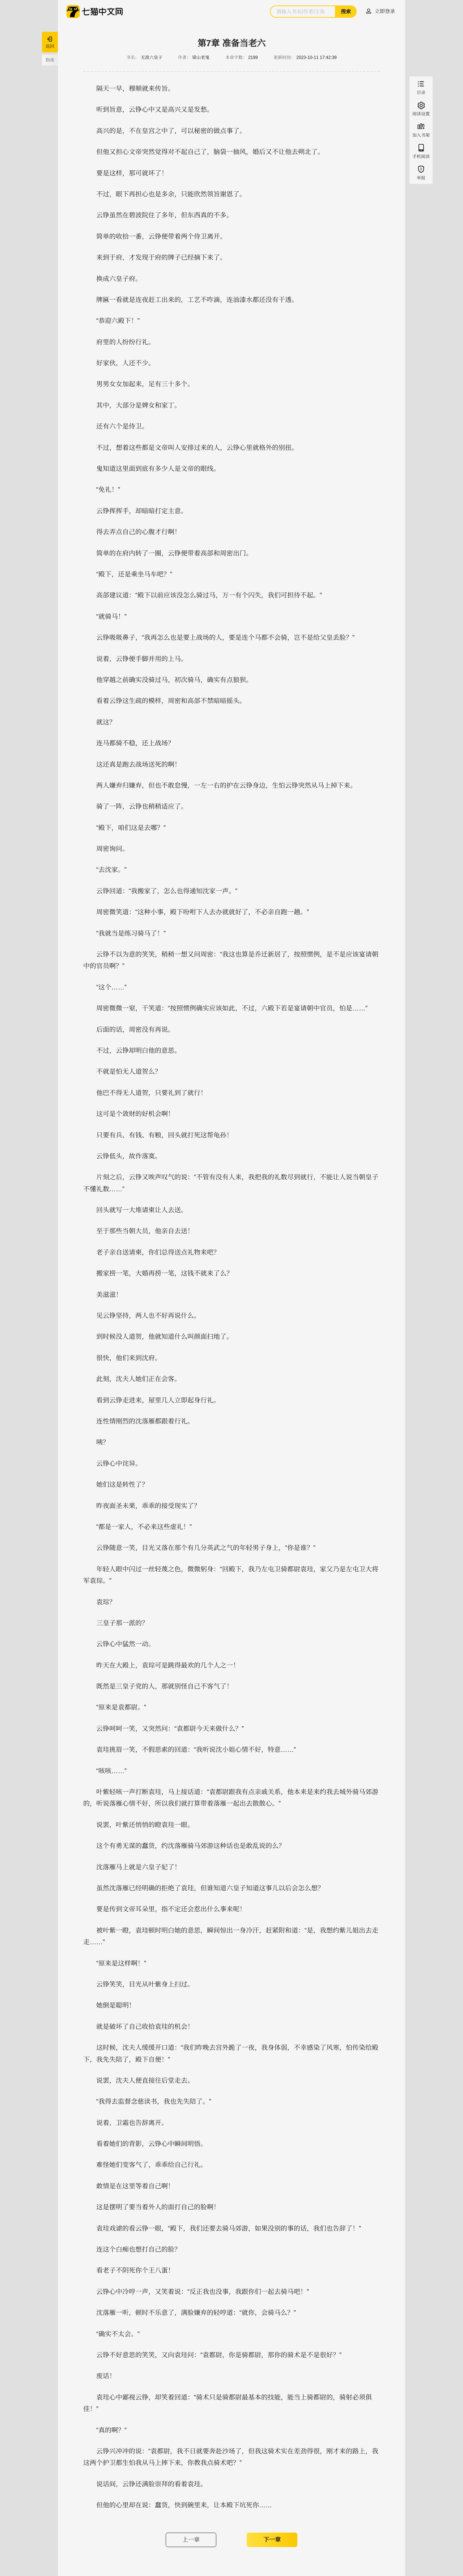 七猫中文网
请输入书名/作者/分类
搜索
立即登录
返回
指南
目录
阅读设置
加入书架
手机阅读
举报
第7章 准备当老六
书名: 无敌六皇子 作者: 梁山老鬼 本章字数: 2199 更新时间: 2023-10-11 17:42:39
隔天一早，穆顺就来传旨。
听到旨意，云铮心中又是高兴又是发愁。
高兴的是，不在皇宫之中了，可以秘密的做点事了。
但他又担心文帝突然觉得对不起自己了，脑袋一抽风，婚后又不让他去朔北了。
要是这样，那可就坏了！
不过，眼下再担心也是多余，只能欣然领旨谢恩了。
云铮虽然在碧波院住了多年，但东西真的不多。
简单的收拾一番，云铮便带着两个侍卫离开。
来到于府，才发现于府的牌子已经摘下来了。
换成六皇子府。
牌匾一看就是连夜赶工出来的，工艺不咋滴，连油漆水都还没有干透。
“恭迎六殿下！”
府里的人纷纷行礼。
好家伙，人还不少。
男男女女加起来，足有三十多个。
其中，大部分是婢女和家丁。
还有六个是侍卫。
不过，想着这些都是文帝叫人安排过来的人，云铮心里就格外的别扭。
鬼知道这里面到底有多少人是文帝的眼线。
“免礼！”
云铮挥挥手，却暗暗打定主意。
得去弄点自己的心腹才行啊！
简单的在府内转了一圈，云铮便带着高郃和周密出门。
“殿下，还是乘坐马车吧？”
高郃建议道：“殿下以前应该没怎么骑过马，万一有个闪失，我们可担待不起。”
“就骑马！”
云铮吸吸鼻子，“我再怎么也是要上战场的人，要是连个马都不会骑，岂不是给父皇丢脸？”
说着，云铮便手脚并用的上马。
他穿越之前确实没骑过马，初次骑马，确实有点狼狈。
看着云铮这生疏的模样，周密和高郃不禁暗暗摇头。
就这？
连马都骑不稳，还上战场？
这还真是跑去战场送死的啊！
两人嫌弃归嫌弃，但也不敢怠慢，一左一右的护在云铮身边，生怕云铮突然从马上掉下来。
骑了一阵，云铮也稍稍适应了。
“殿下，咱们这是去哪？”
周密询问。
“去沈家。”
云铮回道：“我搬家了，怎么也得通知沈家一声。”
周密微笑道：“这种小事，殿下吩咐下人去办就就好了，不必亲自跑一趟。”
“我就当是练习骑马了！”
云铮不以为意的笑笑，稍稍一想又问周密：“我这也算是乔迁新居了，按照惯例，是不是应该宴请朝
中的官员啊？”
“这个……”
周密微微一窒，干笑道：“按照惯例确实应该如此，不过，六殿下若是宴请朝中官员，怕是……”
后面的话，周密没有再说。
不过，云铮却明白他的意思。
不就是怕无人道贺么？
他巴不得无人道贺，只要礼到了就行！
这可是个敛财的好机会啊！
只要有兵、有钱、有粮，回头就打死这帮龟孙！
云铮低头，故作落寞。
片刻之后，云铮又唉声叹气的说：“不管有没有人来，我把我的礼数尽到就行，不能让人说当朝皇子
不懂礼数……”
回头就写一大堆请柬让人去送。
至于那些当朝大员，他亲自去送！
老子亲自送请柬，你们总得送点礼物来吧？
搬家捞一笔，大婚再捞一笔，这钱不就来了么？
美滋滋！
见云铮坚持，两人也不好再说什么。
到时候没人道贺，他就知道什么叫颜面扫地了。
很快，他们来到沈府。
此刻，沈夫人她们正在会客。
看到云铮走进来，屋里几人立即起身行礼。
连性情刚烈的沈落雁都跟着行礼。
咦？
云铮心中诧异。
她们这是转性了？
昨夜面圣未果，乖乖的接受现实了？
“都是一家人，不必来这些虚礼！”
云铮随意一笑，目光又落在那个有几分英武之气的年轻男子身上，“你是谁？”
年轻人眼中闪过一丝轻蔑之色，微微躬身：“回殿下，我乃左屯卫骑都尉袁珪，家父乃是左屯卫大将
军袁琮。”
袁琮？
三皇子那一派的？
云铮心中猛然一动。
昨天在大殿上，袁琮可是跳得最欢的几个人之一！
既然是三皇子党的人，那就别怪自己不客气了！
“原来是袁都尉。”
云铮呵呵一笑，又突然问：“袁都尉今天来做什么？”
袁珪挑眉一笑，不假思索的回道：“我听说沈小姐心情不好，特意……”
“咳咳……”
叶紫轻咳一声打断袁珪，马上接话道：“袁都尉跟我有点亲戚关系，他本来是来约我去城外骑马郊游
的，听说落雁心情不好，所以我们就打算带着落雁一起出去散散心。”
说罢，叶紫还悄悄的瞪袁珪一眼。
这个有勇无谋的蠢货，约沈落雁骑马郊游这种话也是敢乱说的么？
沈落雁马上就是六皇子妃了！
虽然沈落雁已经明确的拒绝了袁珪，但谁知道六皇子知道这事儿以后会怎么想？
要是传到文帝耳朵里，指不定还会惹出什么事来呢！
被叶紫一瞪，袁珪顿时明白她的意思，瞬间惊出一身冷汗，赶紧附和道：“是，我想约紫儿姐出去走
走……”
“原来是这样啊！”
云铮笑笑，目光从叶紫身上扫过。
她倒是聪明！
就是破坏了自己收拾袁珪的机会！
这时候，沈夫人缓缓开口道：“我们昨晚去宫外跪了一夜，我身体弱，不幸感染了风寒，怕传染给殿
下，我先失陪了，殿下自便！”
说罢，沈夫人便直接往后堂走去。
“我得去监督念慈读书，我也先失陪了。”
说着，卫霜也告辞离开。
看着她们的背影，云铮心中瞬间明悟。
难怪她们变客气了，乖乖给自己行礼。
敢情是在这里等着自己啊！
这是摆明了要当着外人的面打自己的脸啊！
袁珪戏谑的看云铮一眼，“殿下，我们还要去骑马郊游，如果没别的事的话，我们也告辞了！”
连这个白痴也想打自己的脸？
看老子不阴死你个王八蛋！
云铮心中冷哼一声，又笑着说：“反正我也没事，我跟你们一起去骑马吧！”
沈落雁一听，顿时不乐意了，满脸嫌弃的轻哼道：“就你，会骑马么？”
“确实不太会。”
云铮不好意思的笑笑，又向袁珪问：“袁都尉，你是骑都尉，那你的骑术是不是很好？”
废话！
袁珪心中鄙视云铮，却笑着回道：“骑术只是骑都尉最基本的技能，能当上骑都尉的，骑射必须俱
佳！”
“真的啊？”
云铮兴冲冲的说：“袁都尉，我不日就要奔赴沙场了，但我这骑术实在差劲得很，刚才来的路上，我
这两个护卫都生怕我从马上摔下来，你教我点骑术吧？”
说话间，云铮还满脸崇拜的看着袁珪。
但他的心里却在说：蠢货，快到碗里来，让本殿下坑死你……
上一章
下一章